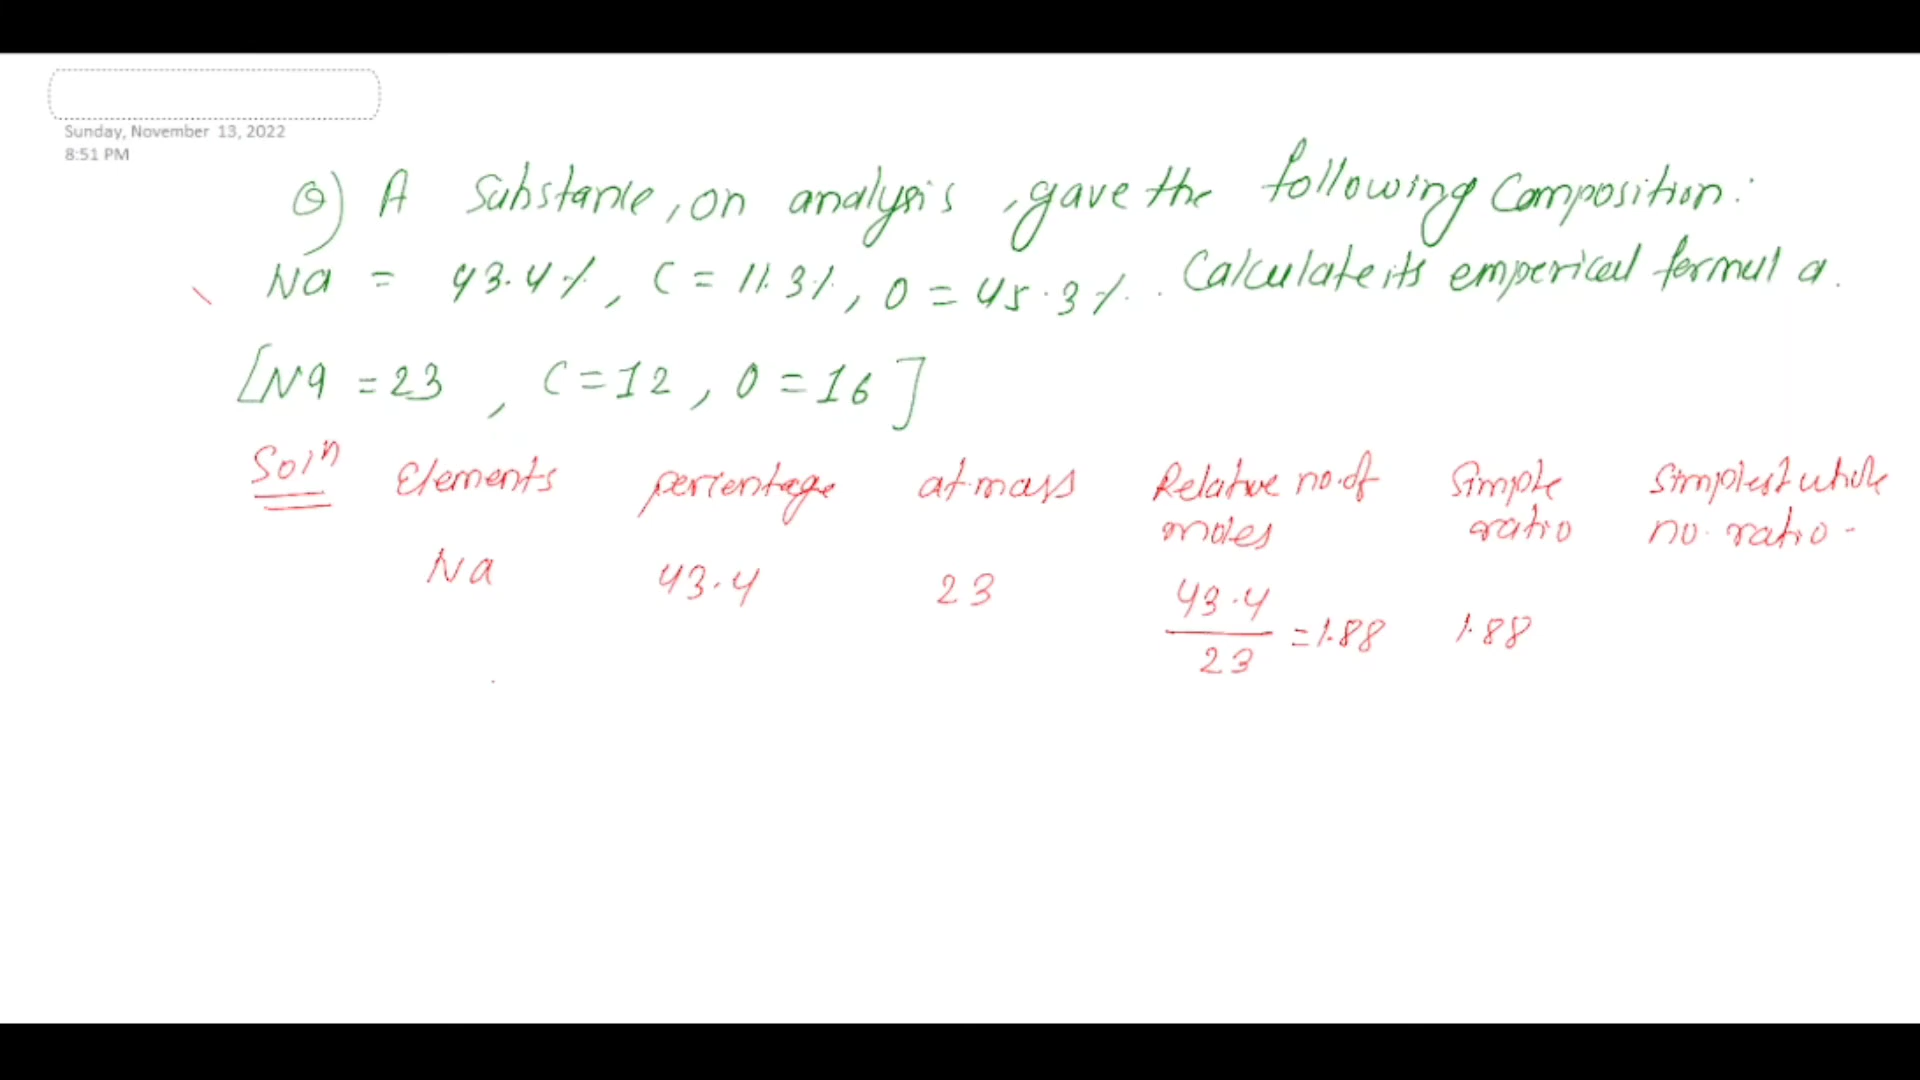 Sunday, November 13, 2022
8:51 PM
Q) A Substance, on analysis, gave the following Composition:
Na = 43.4%, C = 11.3%, O = 45.3%. Calculate its emperical formula.
[Na = 23, C = 12, O = 16]
Solⁿ Elements percentage at.mass Relative no.of Simple Simplest whole
moles ratio no. ratio -
Na 43.4 23 43.4/23 = 1.88 1.88